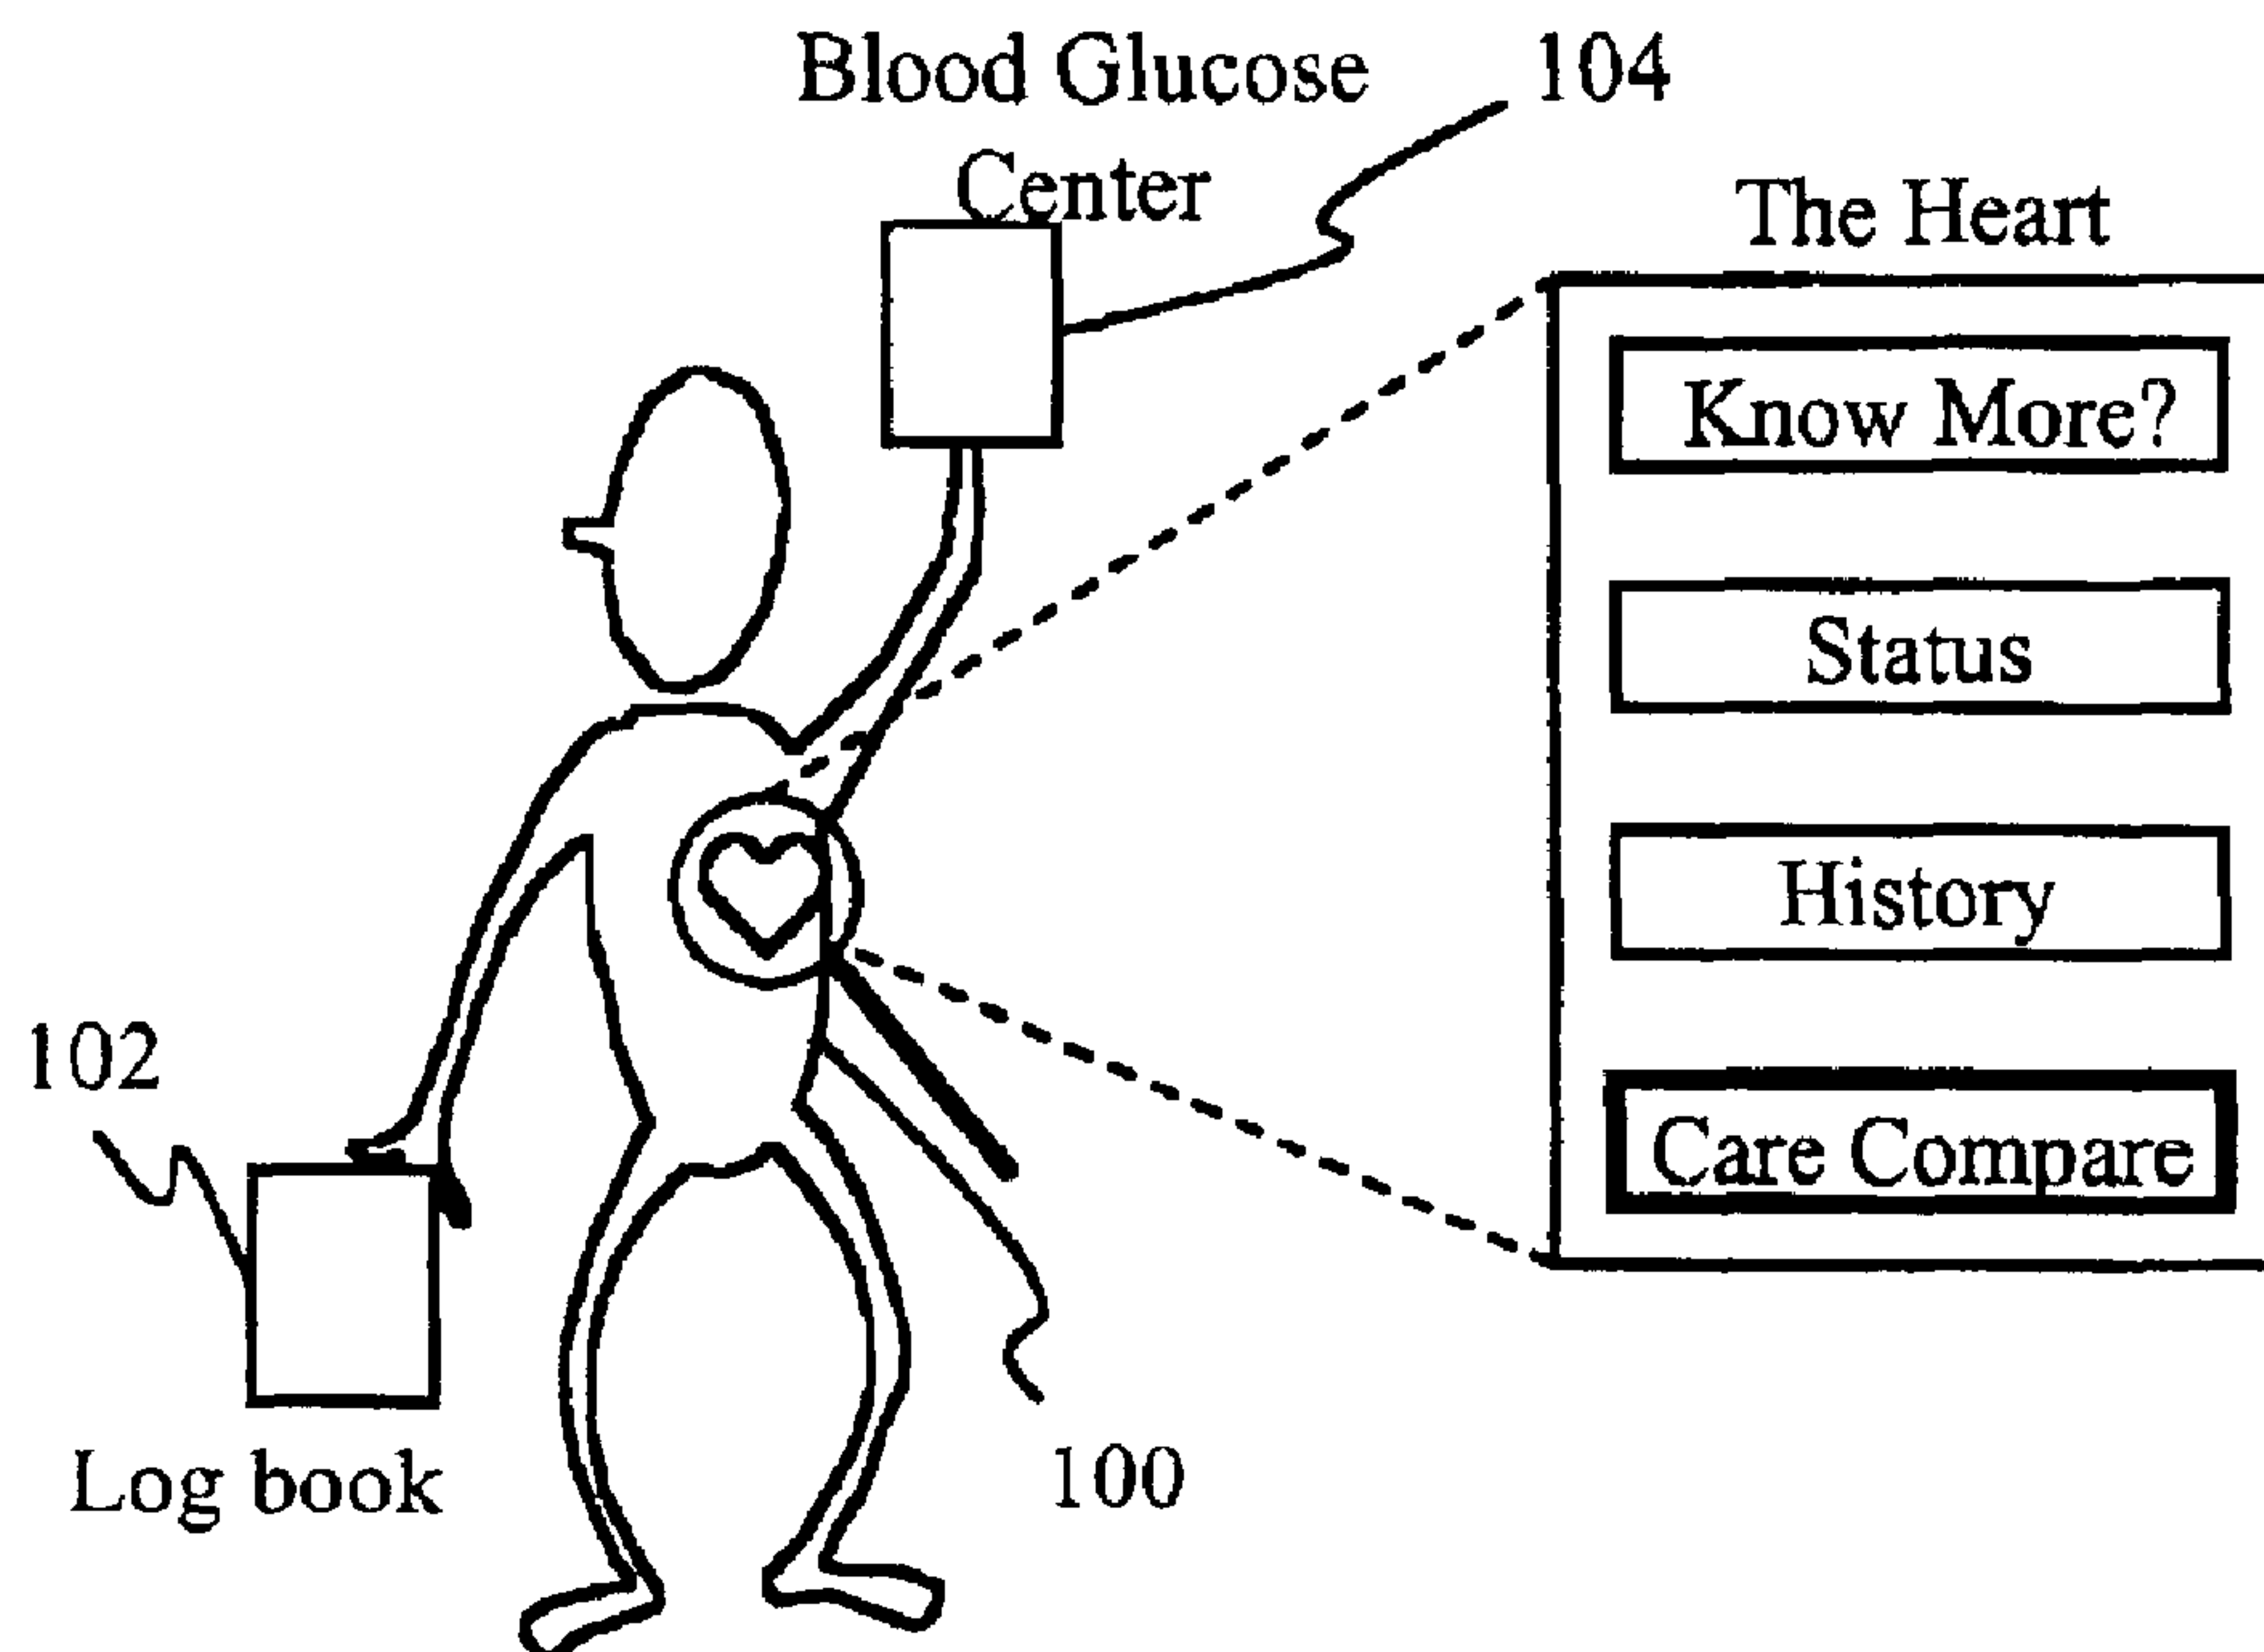 Blood Glucose
Center
104
The Heart
Know More?
Status
History
Care Compare
102
Log book
100